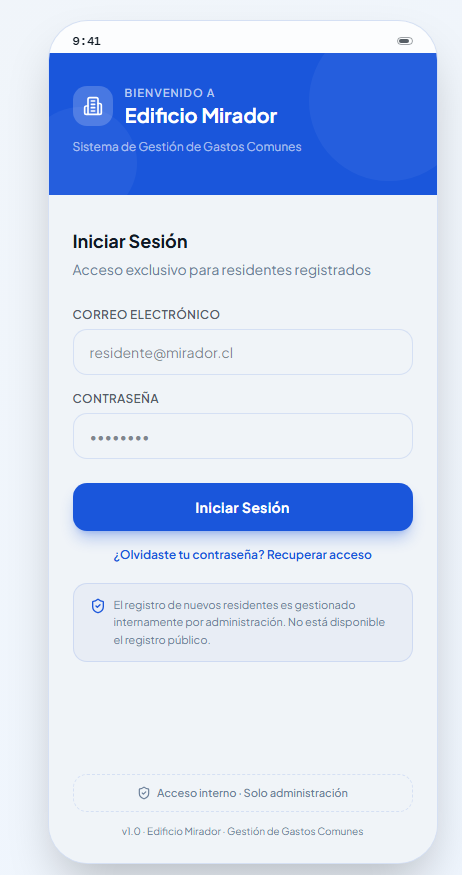 9:41
BIENVENIDO A
Edificio Mirador
Sistema de Gestión de Gastos Comunes
Iniciar Sesión
Acceso exclusivo para residentes registrados
CORREO ELECTRÓNICO
residente@mirador.cl
CONTRASEÑA
••••••••
Iniciar Sesión
¿Olvidaste tu contraseña? Recuperar acceso
El registro de nuevos residentes es gestionado
internamente por administración. No está disponible
el registro público.
Acceso interno · Solo administración
v1.0 · Edificio Mirador · Gestión de Gastos Comunes